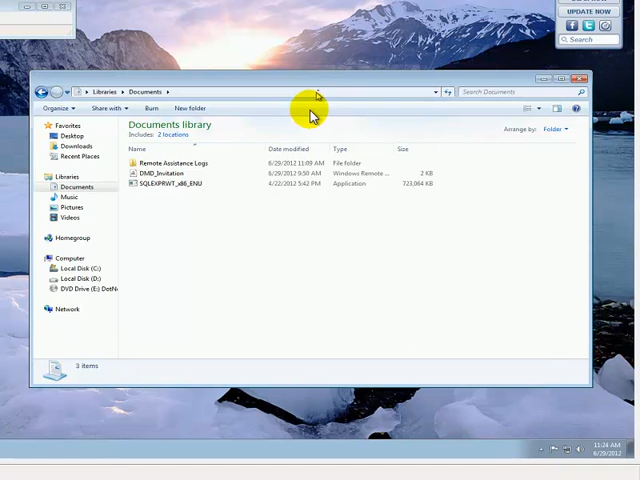 UPDATE NOW
Search
Libraries
Documents
Search Documents
Organize
Share with
Burn
New folder
Favorites
Desktop
Downloads
Recent Places
Libraries
Documents
Music
Pictures
Videos
Homegroup
Computer
Local Disk (C:)
Local Disk (D:)
DVD Drive (E:) DotNe
Network
Documents library
Includes: 2 locations
Arrange by: Folder
Name Date modified Type Size
Remote Assistance Logs 6/29/2012 11:09 AM File folder
DMD_Invitation 6/29/2012 9:50 AM Windows Remote ... 2 KB
SQLEXPRWT_x86_ENU 4/22/2012 5:42 PM Application 723,064 KB
3 items
11:24 AM
6/29/2012